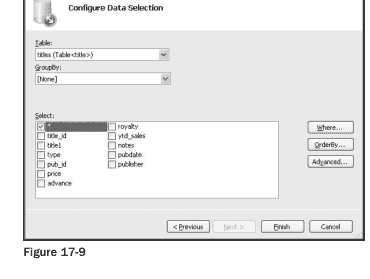 Configure Data Selection
Table:
titles (Table<title>)
GroupBy:
[None]
Select:
*
title_id
title1
type
pub_id
price
advance
royalty
ytd_sales
notes
pubdate
publisher
Where...
OrderBy...
Advanced...
< Previous
Next >
Finish
Cancel
Figure 17-9